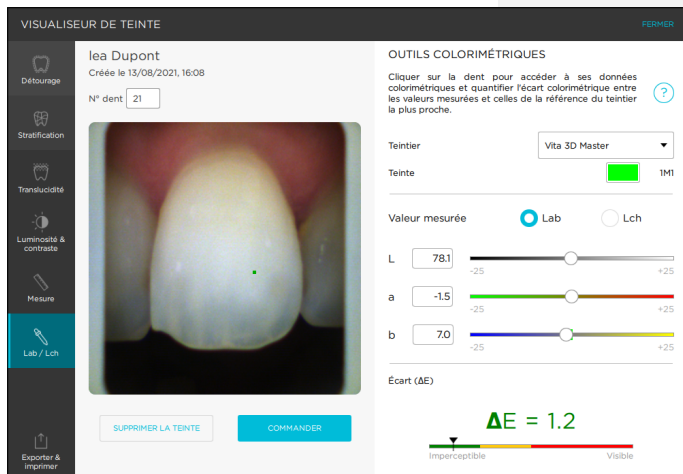 VISUALISEUR DE TEINTE
FERMER
Détourage
Stratification
Translucidité
Luminosité &
contraste
Mesure
Lab / Lch
Exporter &
imprimer
lea Dupont
Créée le 13/08/2021, 16:08
N° dent 21
SUPPRIMER LA TEINTE
COMMANDER
OUTILS COLORIMÉTRIQUES
Cliquer sur la dent pour accéder à ses données
colorimétriques et quantifier l'écart colorimétrique entre
les valeurs mesurées et celles de la référence du teintier
la plus proche.
?
Teintier Vita 3D Master
Teinte 1M1
Valeur mesurée Lab Lch
L 78.1
-25 +25
a -1.5
-25 +25
b 7.0
-25 +25
Écart (ΔE)
ΔE = 1.2
Imperceptible Visible